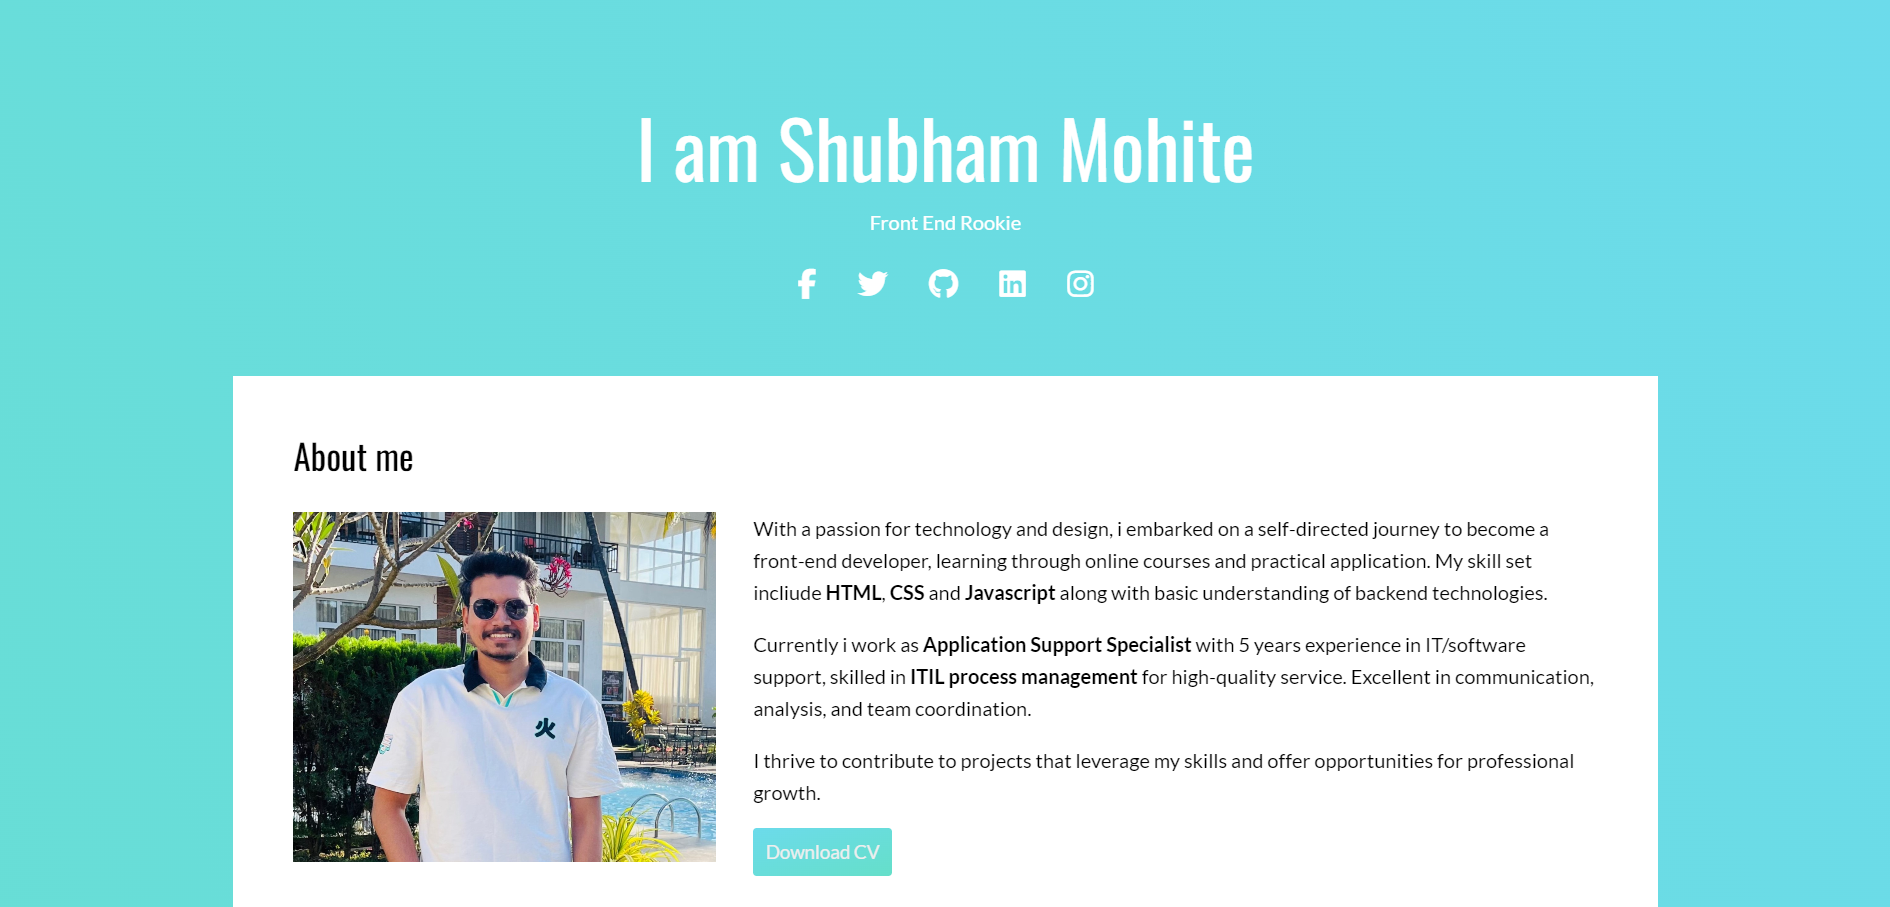 I am Shubham Mohite
Front End Rookie
About me
With a passion for technology and design, i embarked on a self-directed journey to become a
front-end developer, learning through online courses and practical application. My skill set
incliude HTML, CSS and Javascript along with basic understanding of backend technologies.
Currently i work as Application Support Specialist with 5 years experience in IT/software
support, skilled in ITIL process management for high-quality service. Excellent in communication,
analysis, and team coordination.
I thrive to contribute to projects that leverage my skills and offer opportunities for professional
growth.
Download CV
火